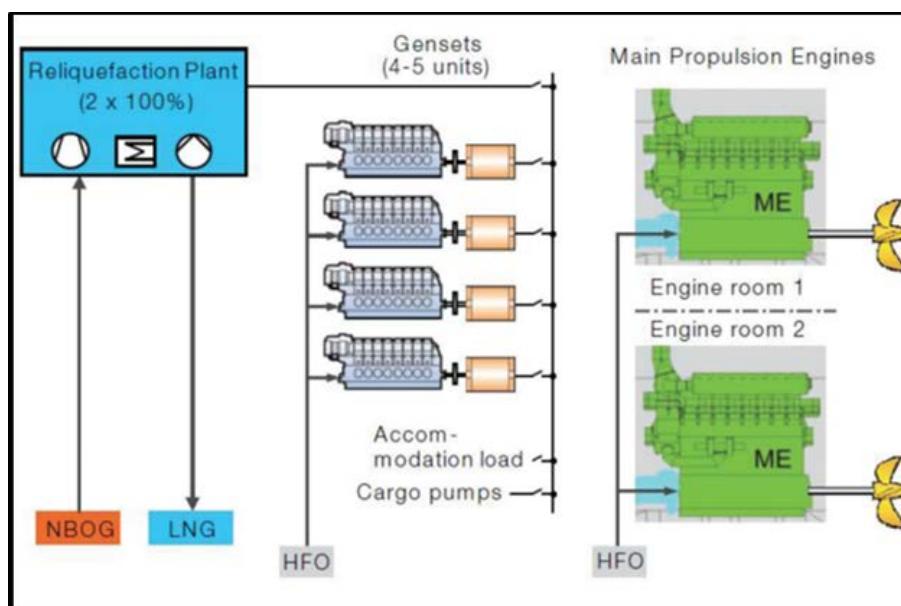 Reliquefaction Plant
(2 x 100%)
Gensets
(4-5 units)
Main Propulsion Engines
ME
Engine room 1
Engine room 2
ME
Accom-
modation load
Cargo pumps
NBOG
LNG
HFO
HFO